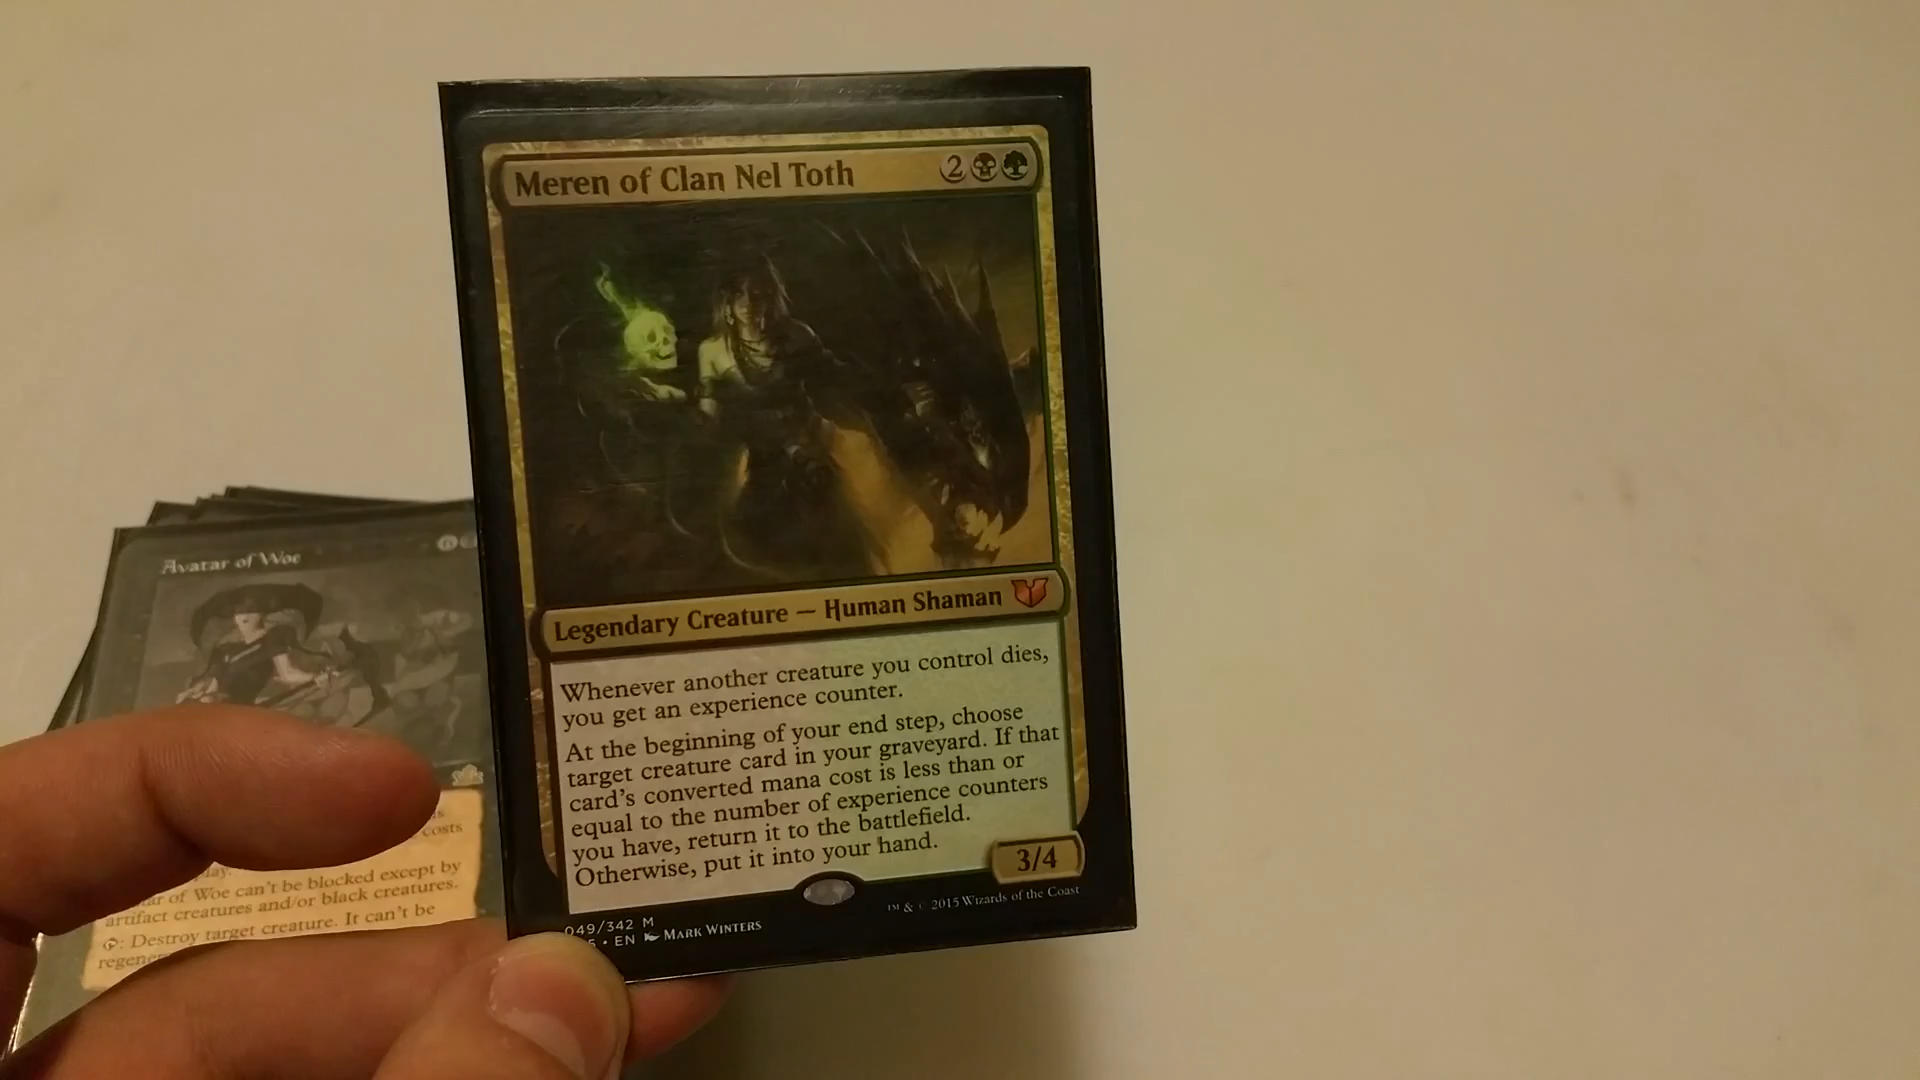 Meren of Clan Nel Toth 2
Legendary Creature — Human Shaman
Whenever another creature you control dies,
you get an experience counter.
At the beginning of your end step, choose
target creature card in your graveyard. If that
card's converted mana cost is less than or
equal to the number of experience counters
you have, return it to the battlefield.
Otherwise, put it into your hand.
3/4
049/342 M
5 • EN Mark Winters
™ & © 2015 Wizards of the Coast
Avatar of Woe 6
costs
play.
of Woe can't be blocked except by
artifact creatures and/or black creatures.
: Destroy target creature. It can't be